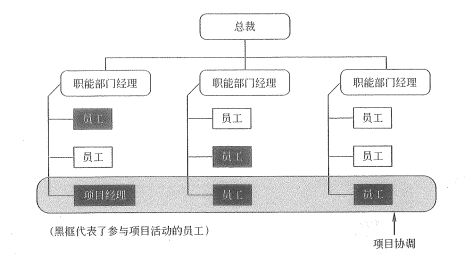 总裁
职能部门经理 职能部门经理 职能部门经理
员工 员工 员工
员工 员工 员工
项目经理 员工 员工
(黑框代表了参与项目活动的员工)
项目协调